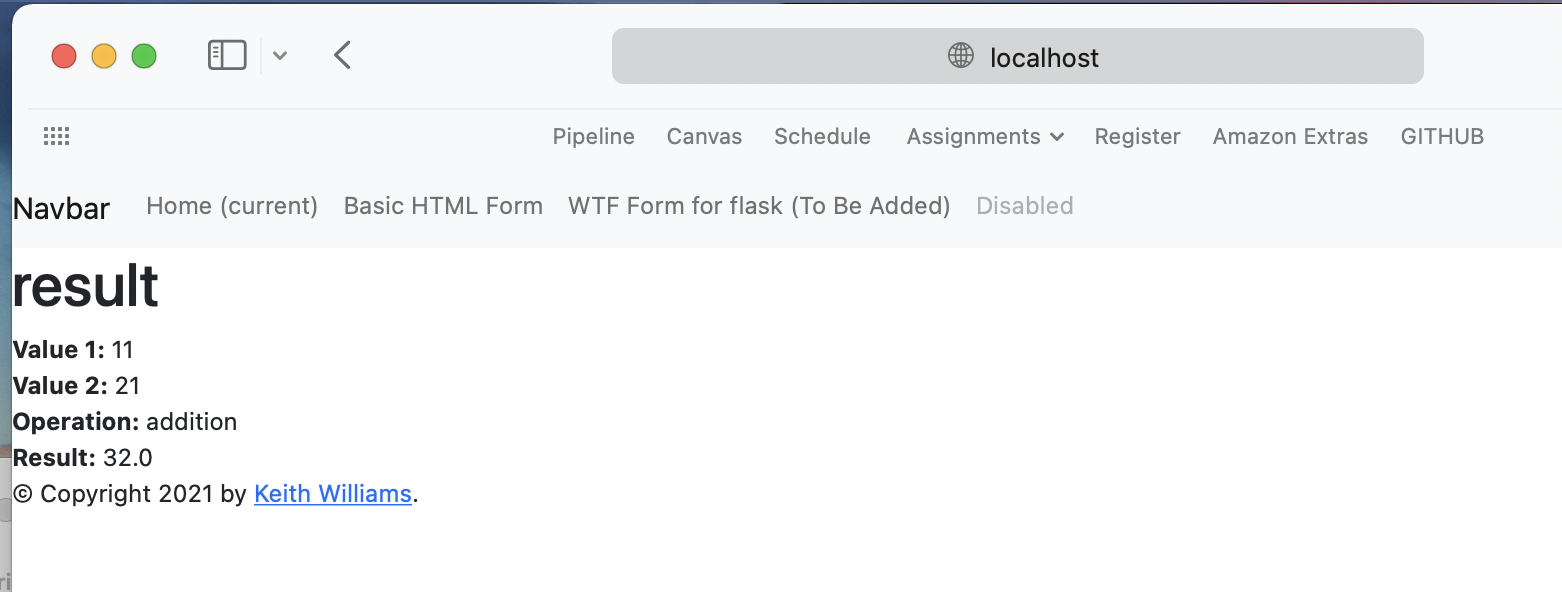 localhost
Pipeline Canvas Schedule Assignments Register Amazon Extras GITHUB
Navbar Home (current) Basic HTML Form WTF Form for flask (To Be Added) Disabled
result
Value 1: 11
Value 2: 21
Operation: addition
Result: 32.0
© Copyright 2021 by Keith Williams.